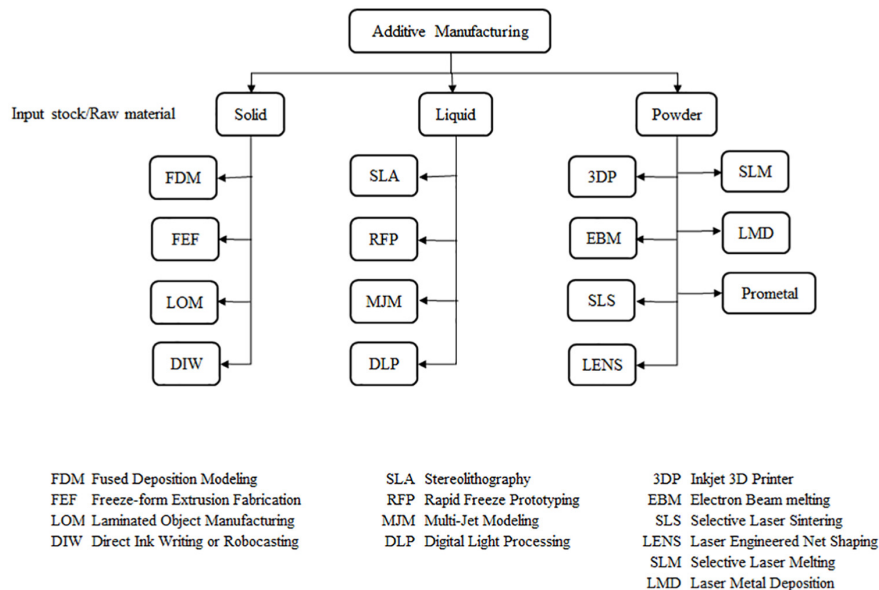 Additive Manufacturing
Input stock/Raw material
Solid
Liquid
Powder
FDM
SLA
3DP
SLM
FEF
RFP
EBM
LMD
LOM
MJM
SLS
Prometal
DIW
DLP
LENS
FDM Fused Deposition Modeling
FEF Freeze-form Extrusion Fabrication
LOM Laminated Object Manufacturing
DIW Direct Ink Writing or Robocasting
SLA Stereolithography
RFP Rapid Freeze Prototyping
MJM Multi-Jet Modeling
DLP Digital Light Processing
3DP Inkjet 3D Printer
EBM Electron Beam melting
SLS Selective Laser Sintering
LENS Laser Engineered Net Shaping
SLM Selective Laser Melting
LMD Laser Metal Deposition